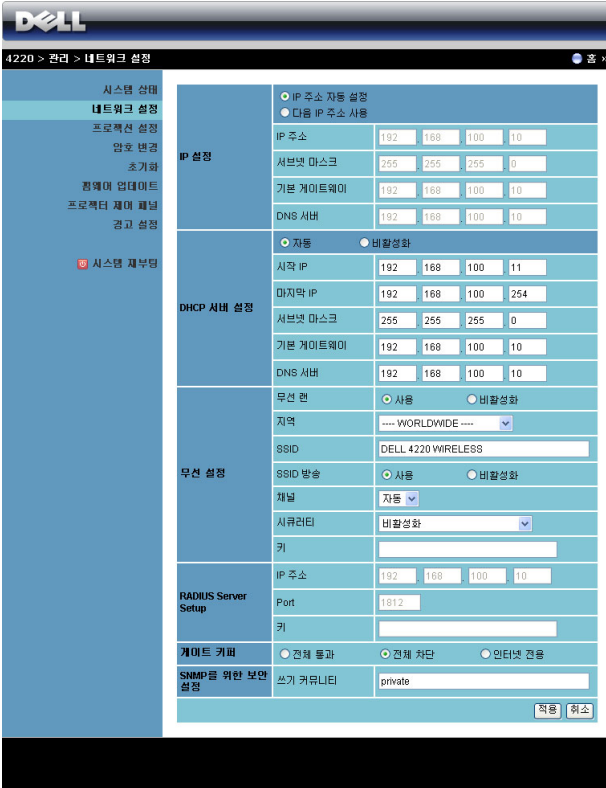 DELL
4220 > 관리 > 네트워크 설정
홈 »
시스템 상태
네트워크 설정
프로젝션 설정
암호 변경
초기화
펌웨어 업데이트
프로젝터 제어 패널
경고 설정
시스템 재부팅
IP 설정
IP 주소 자동 설정
다음 IP 주소 사용
IP 주소 192 . 168 . 100 . 10
서브넷 마스크 255 . 255 . 255 . 0
기본 게이트웨이 192 . 168 . 100 . 10
DNS 서버 192 . 168 . 100 . 10
DHCP 서버 설정
자동 비활성화
시작 IP 192 . 168 . 100 . 11
마지막 IP 192 . 168 . 100 . 254
서브넷 마스크 255 . 255 . 255 . 0
기본 게이트웨이 192 . 168 . 100 . 10
DNS 서버 192 . 168 . 100 . 10
무선 설정
무선 랜 사용 비활성화
지역 ---- WORLDWIDE ----
SSID DELL 4220 WIRELESS
SSID 방송 사용 비활성화
채널 자동
시큐러티 비활성화
키
RADIUS Server
Setup
IP 주소 192 . 168 . 100 . 10
Port 1812
키
게이트 키퍼 전체 통과 전체 차단 인터넷 전용
SNMP를 위한 보안
설정
쓰기 커뮤니티 private
적용 취소